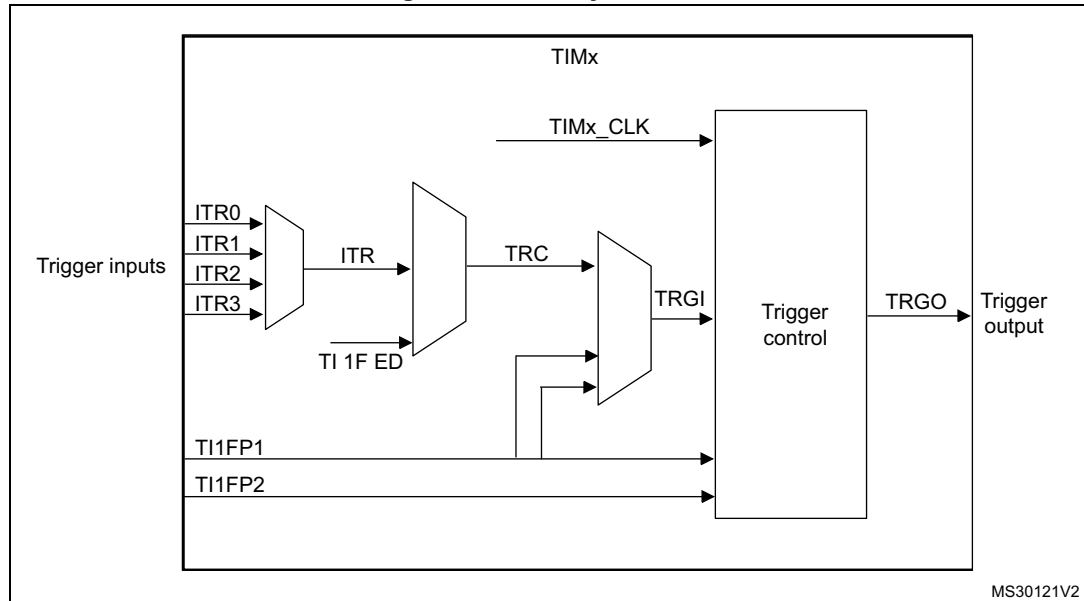 TIMx
TIMx_CLK
ITR0
ITR1
ITR2
ITR3
Trigger inputs
ITR
TRC
TRGI
TI 1F ED
Trigger
control
TRGO
Trigger
output
TI1FP1
TI1FP2
MS30121V2